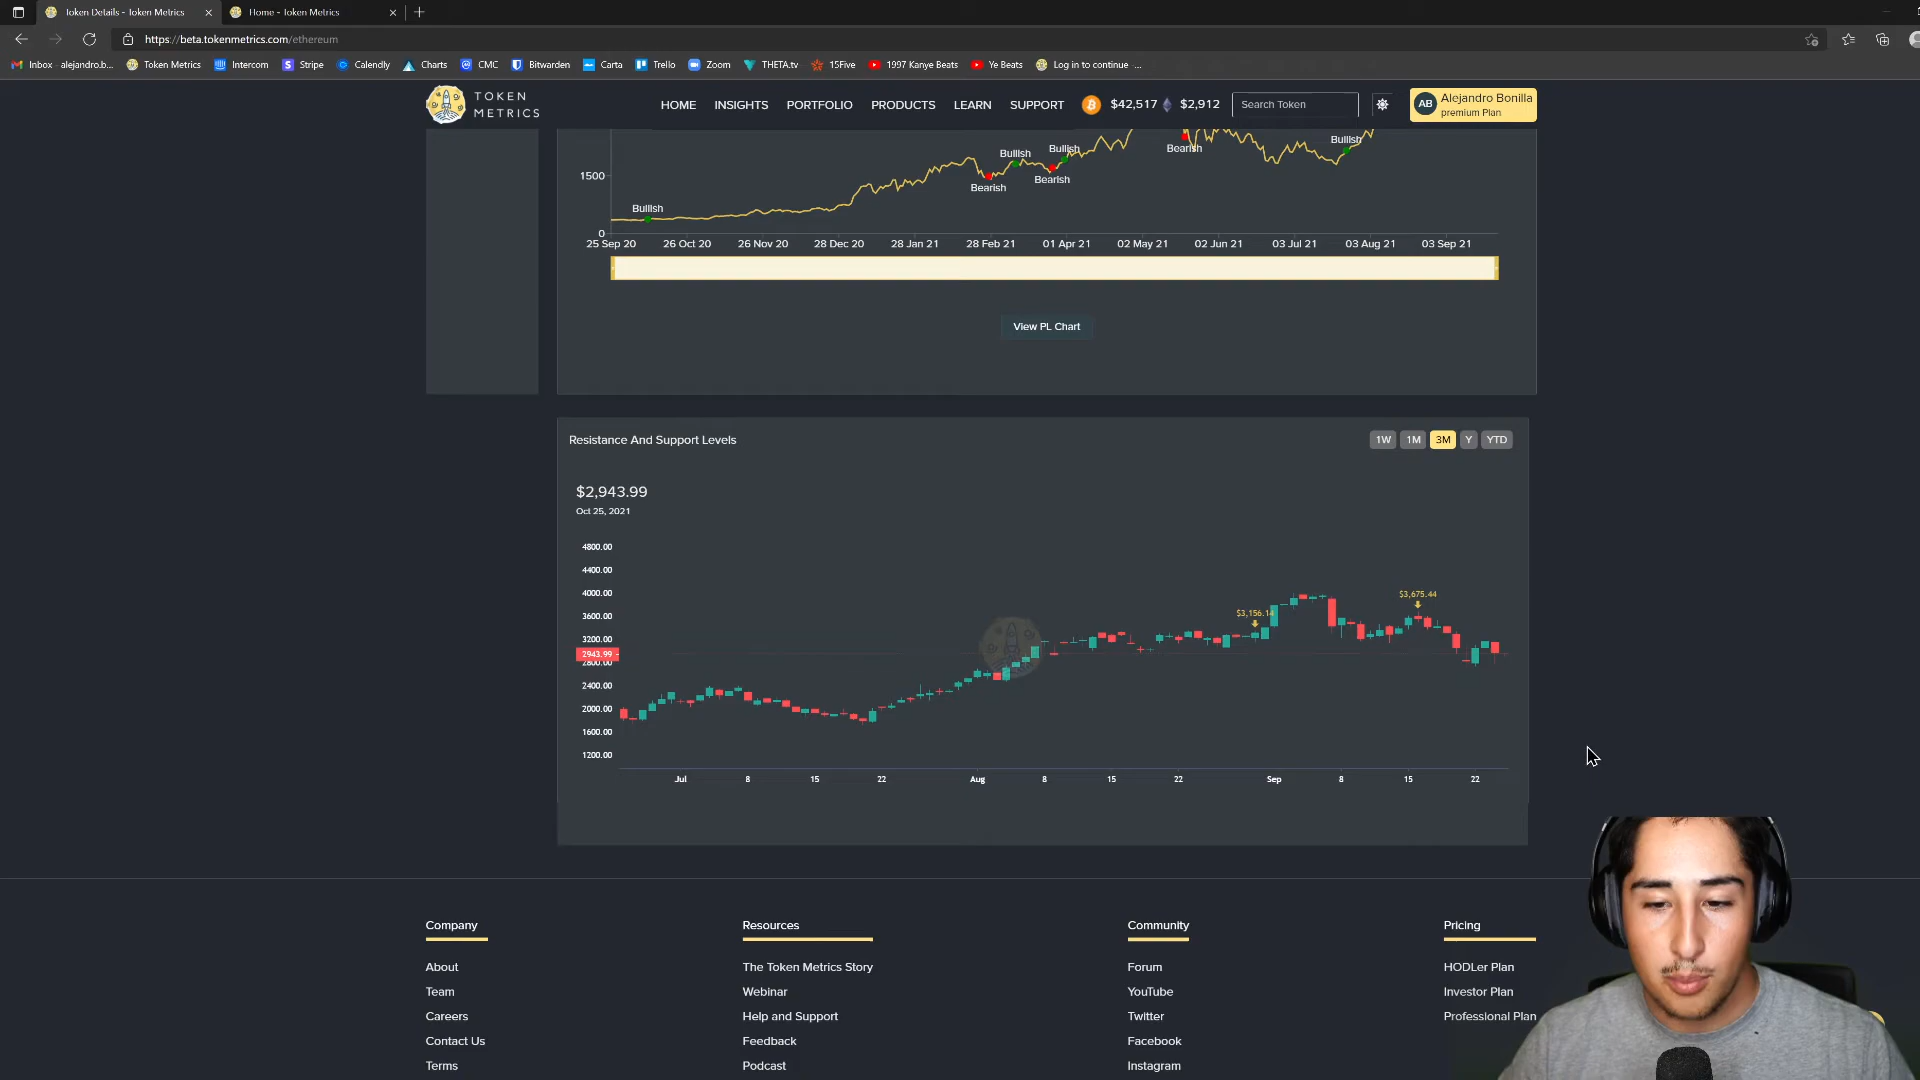 Token Details - Token Metrics
Home - Token Metrics
https://beta.tokenmetrics.com/ethereum
Inbox - alejandro.b... Token Metrics Intercom Stripe Calendly Charts CMC Bitwarden Carta Trello Zoom THETA.tv 15Five 1997 Kanye Beats Ye Beats Log in to continue ...
TOKEN METRICS
HOME INSIGHTS PORTFOLIO PRODUCTS LEARN SUPPORT $42,517 $2,912 Search Token
AB Alejandro Bonilla
premium Plan
Bullish
Bullish Bullish Bearish
1500 Bearish Bearish
Bullish
0
25 Sep 20 26 Oct 20 26 Nov 20 28 Dec 20 28 Jan 21 28 Feb 21 01 Apr 21 02 May 21 02 Jun 21 03 Jul 21 03 Aug 21 03 Sep 21
View PL Chart
Resistance And Support Levels 1W 1M 3M Y YTD
$2,943.99
Oct 25, 2021
4800.00
4400.00
4000.00 $3,675.44
3600.00 $3,156.14
3200.00
2943.99
2800.00
2400.00
2000.00
1600.00
1200.00
Jul 8 15 22 Aug 8 15 22 Sep 8 15 22
Company Resources Community Pricing
About The Token Metrics Story Forum HODLer Plan
Team Webinar YouTube Investor Plan
Careers Help and Support Twitter Professional Plan
Contact Us Feedback Facebook
Terms Podcast Instagram